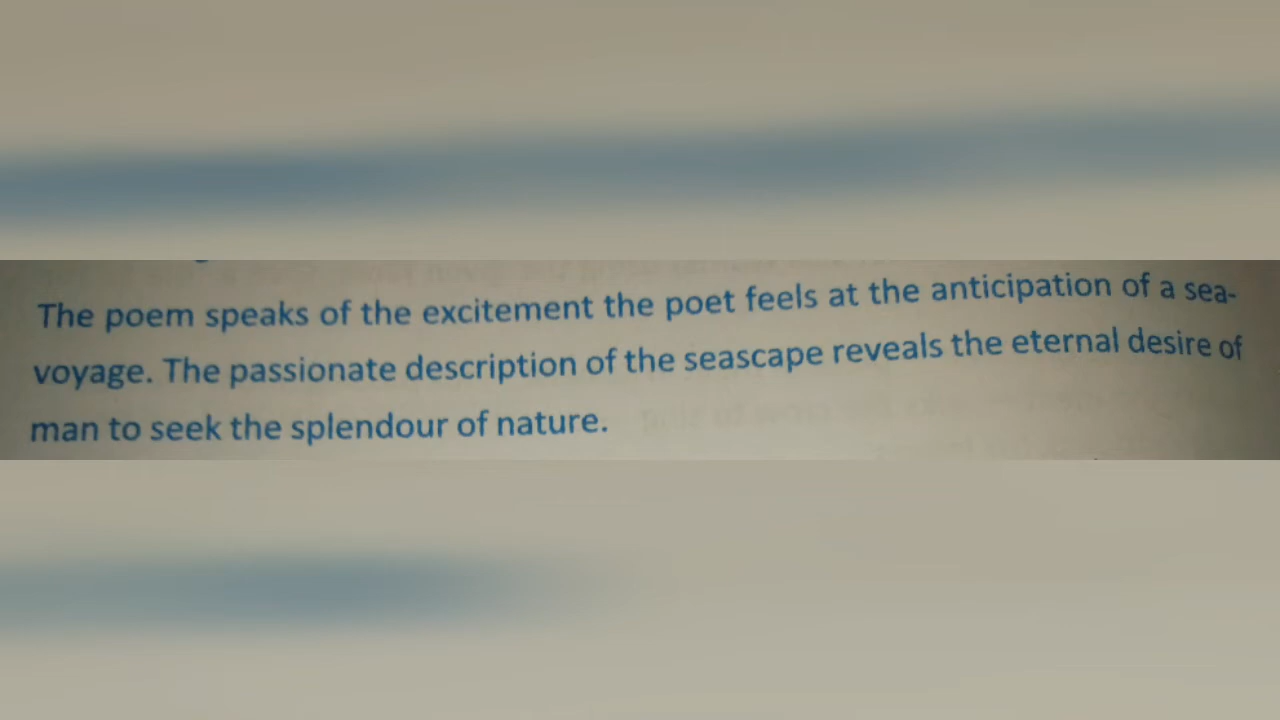 The poem speaks of the excitement the poet feels at the anticipation of a sea-
voyage. The passionate description of the seascape reveals the eternal desire of
man to seek the splendour of nature.